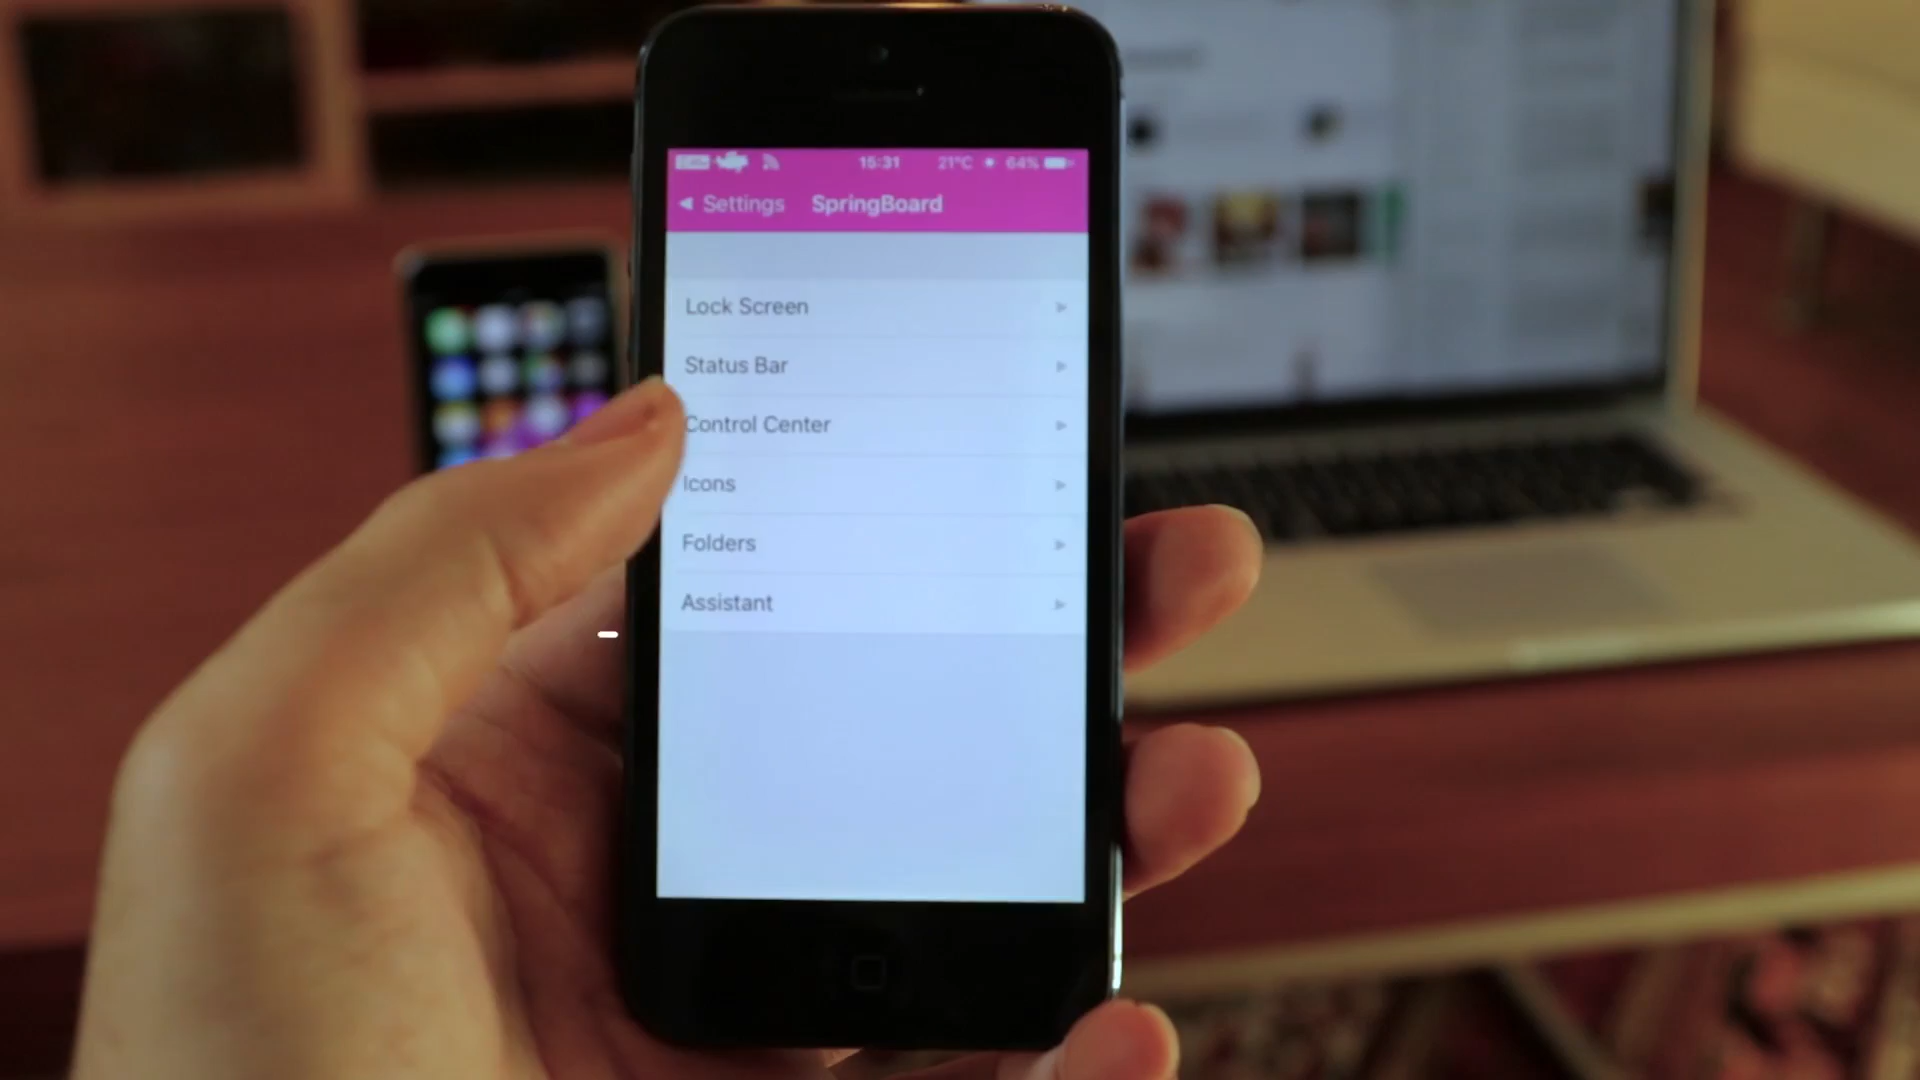 15:31 21°C 64%
Settings SpringBoard
Lock Screen
Status Bar
Control Center
Icons
Folders
Assistant